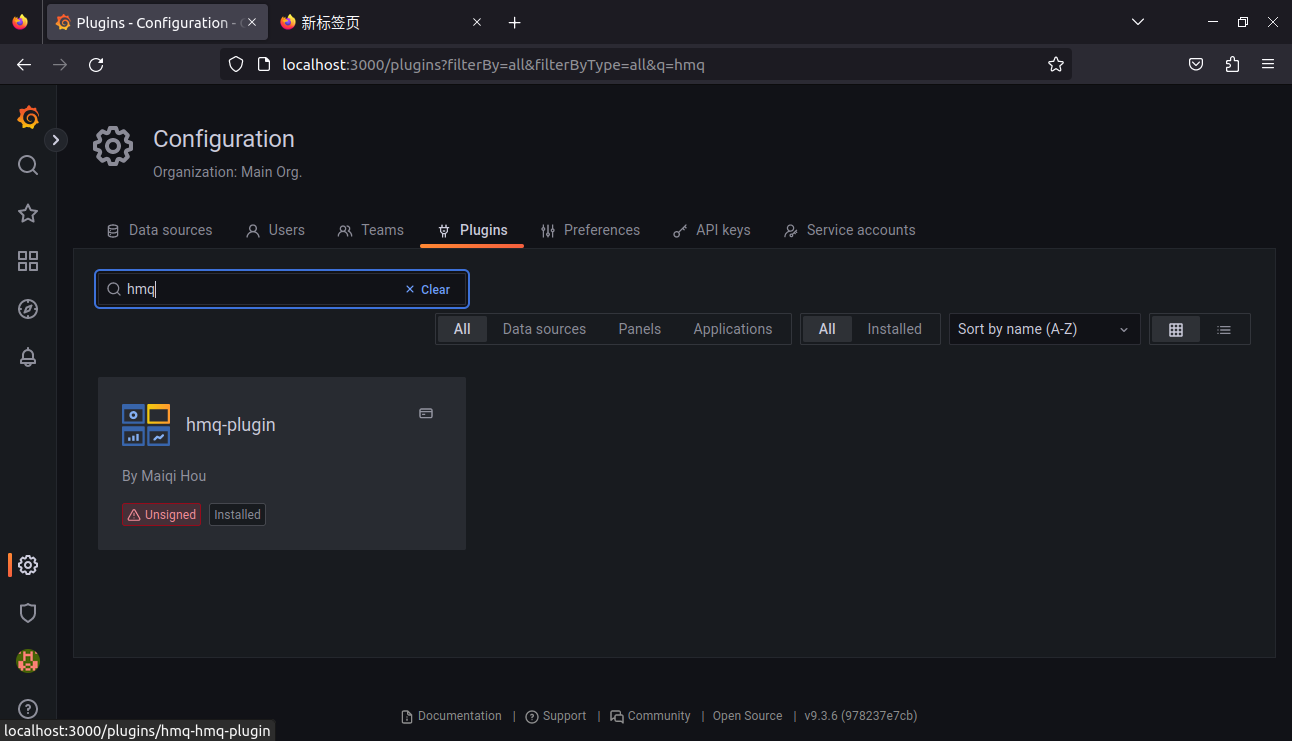 Plugins - Configuration -
新标签页
localhost:3000/plugins?filterBy=all&filterByType=all&q=hmq
Configuration
Organization: Main Org.
Data sources
Users
Teams
Plugins
Preferences
API keys
Service accounts
hmq
Clear
All
Data sources
Panels
Applications
All
Installed
Sort by name (A-Z)
hmq-plugin
By Maiqi Hou
Unsigned
Installed
Documentation | Support | Community | Open Source | v9.3.6 (978237e7cb)
localhost:3000/plugins/hmq-hmq-plugin